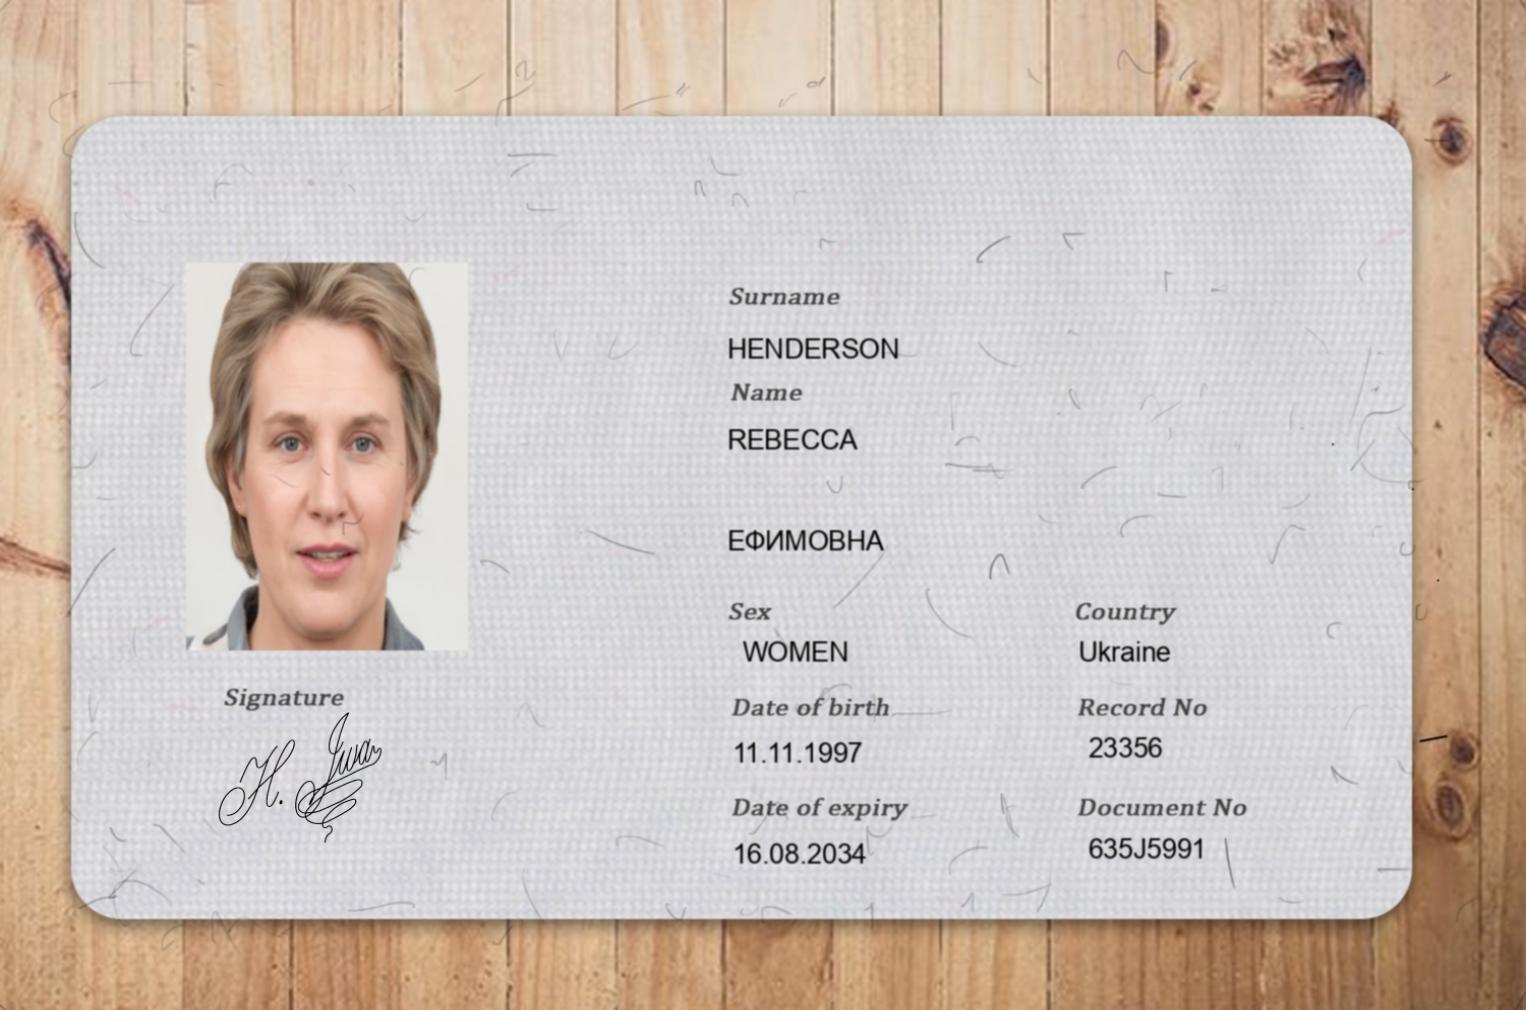 Surname
HENDERSON
Name
REBECCA
ЕФИМОВНА
Sex
Country
WOMEN
Ukraine
Date of birth
Record No
11.11.1997
23356
Date of expiry
Document No
16.08.2034
635J5991
Signature